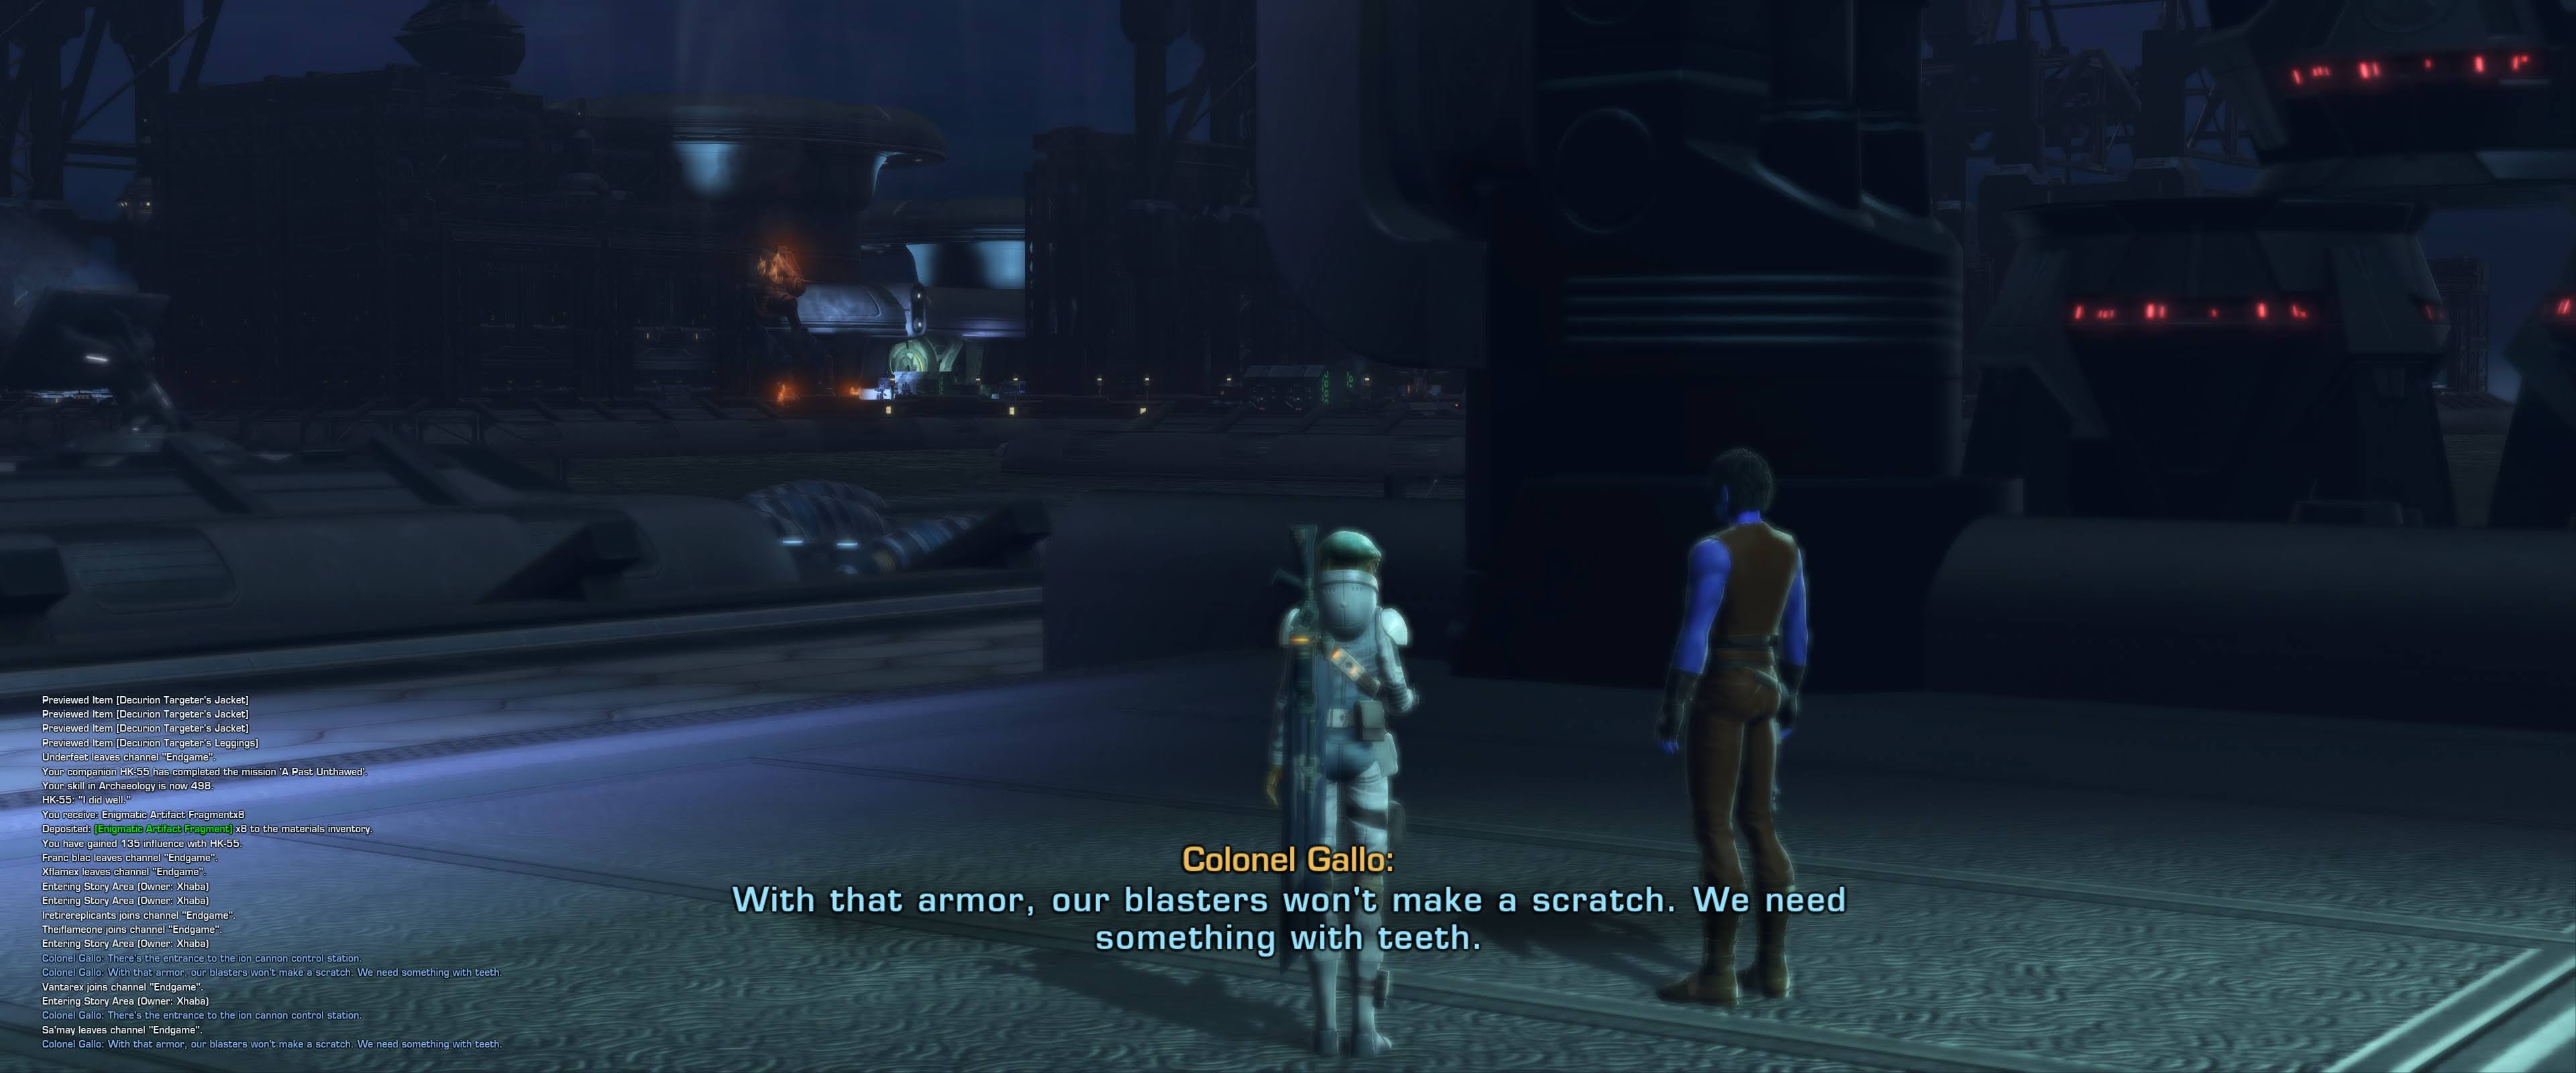 Previewed Item [Decurion Targeter's Jacket]
Previewed Item [Decurion Targeter's Jacket]
Previewed Item [Decurion Targeter's Jacket]
Previewed Item [Decurion Targeter's Leggings]
Underfeet leaves channel "Endgame".
Your companion HK-55 has completed the mission 'A Past Unthawed'.
Your skill in Archaeology is now 498.
HK-55: "I did well."
You receive: Enigmatic Artifact Fragmentx8
Deposited: [Enigmatic Artifact Fragment] x8 to the materials inventory.
You have gained 135 influence with HK-55.
Franc blac leaves channel "Endgame".
Xflamex leaves channel "Endgame".
Entering Story Area (Owner: Xhaba)
Entering Story Area (Owner: Xhaba)
Iretirereplicants joins channel "Endgame".
Theiflameone joins channel "Endgame".
Entering Story Area (Owner: Xhaba)
Colonel Gallo: There's the entrance to the ion cannon control station.
Colonel Gallo: With that armor, our blasters won't make a scratch. We need something with teeth.
Vantarex joins channel "Endgame".
Entering Story Area (Owner: Xhaba)
Colonel Gallo: There's the entrance to the ion cannon control station.
Sa'may leaves channel "Endgame".
Colonel Gallo: With that armor, our blasters won't make a scratch. We need something with teeth.
Colonel Gallo:
With that armor, our blasters won't make a scratch. We need
something with teeth.